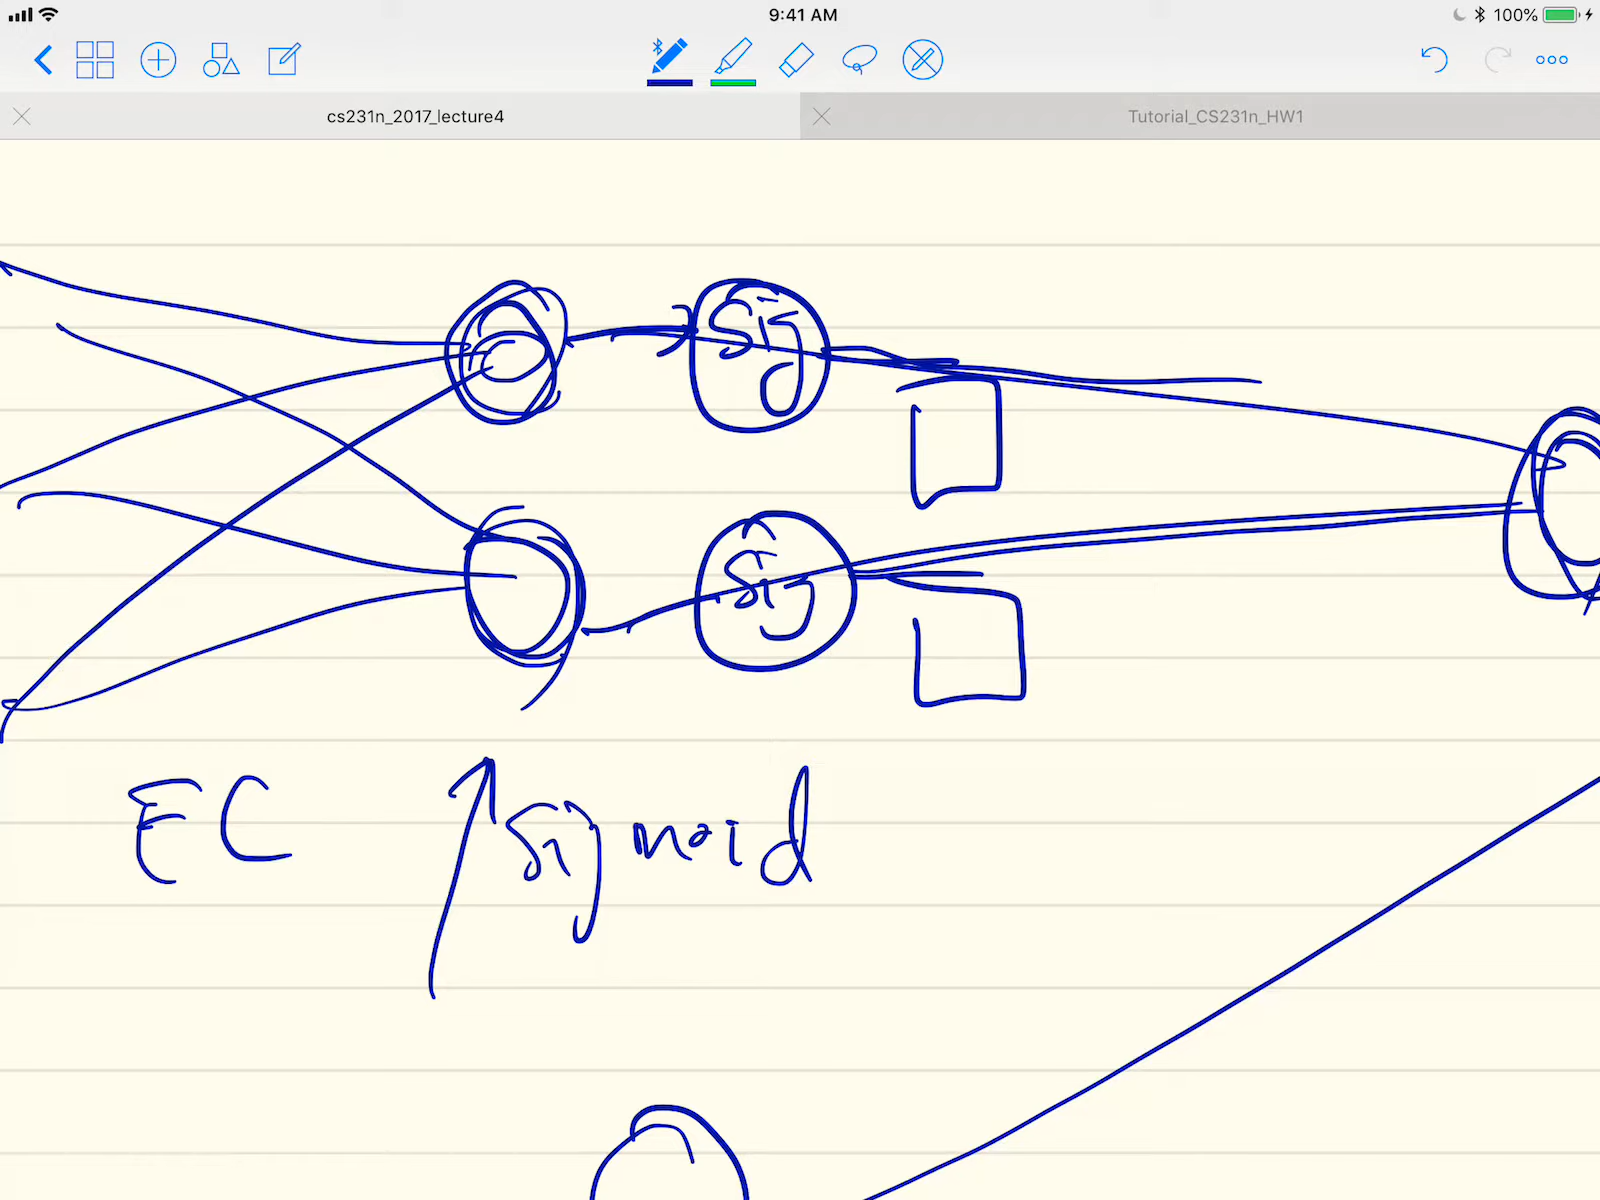 9:41 AM
100%
cs231n_2017_lecture4
Tutorial_CS231n_HW1
Sig
Sig
FC
Sigmoid